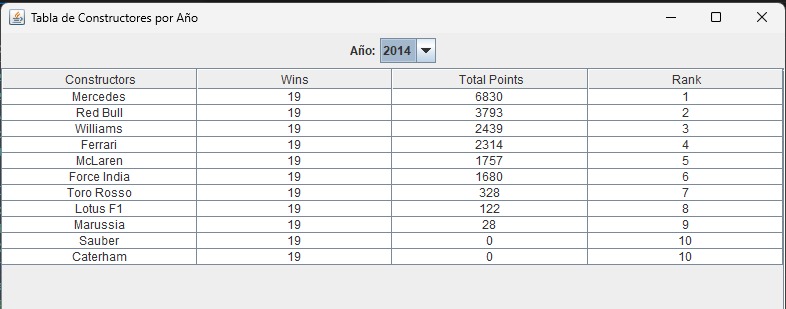 Tabla de Constructores por Año
Año: 2014
Constructors Wins Total Points Rank
Mercedes 19 6830 1
Red Bull 19 3793 2
Williams 19 2439 3
Ferrari 19 2314 4
McLaren 19 1757 5
Force India 19 1680 6
Toro Rosso 19 328 7
Lotus F1 19 122 8
Marussia 19 28 9
Sauber 19 0 10
Caterham 19 0 10